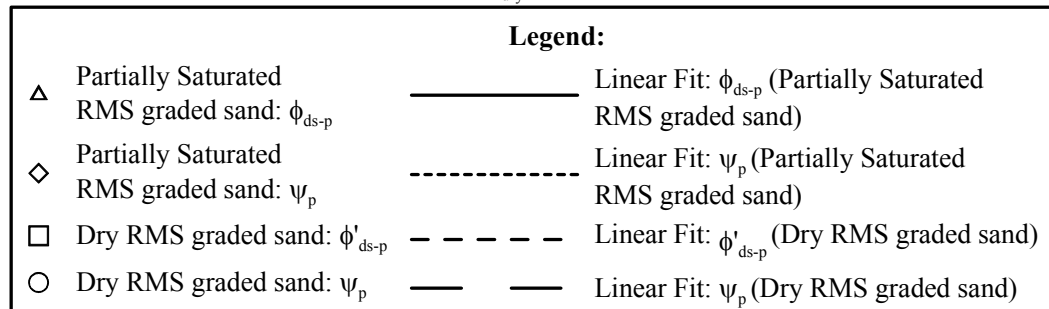 Legend:
Partially Saturated
RMS graded sand: ϕds-p
Linear Fit: ϕds-p (Partially Saturated
RMS graded sand)
Partially Saturated
RMS graded sand: ψp
Linear Fit: ψp (Partially Saturated
RMS graded sand)
Dry RMS graded sand: ϕ'ds-p
Linear Fit: ϕ'ds-p (Dry RMS graded sand)
Dry RMS graded sand: ψp
Linear Fit: ψp (Dry RMS graded sand)